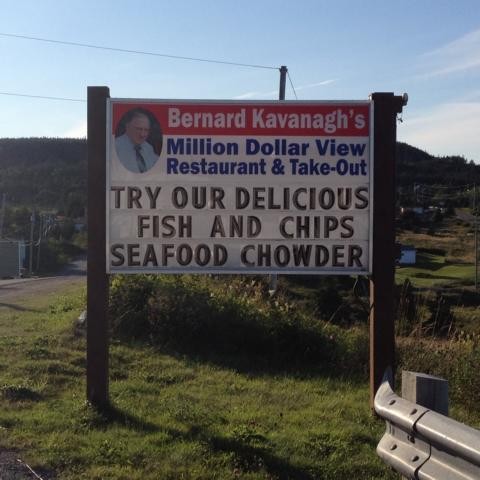 Bernard Kavanagh's
Million Dollar View
Restaurant & Take-Out
TRY OUR DELICIOUS
FISH AND CHIPS
SEAFOOD CHOWDER